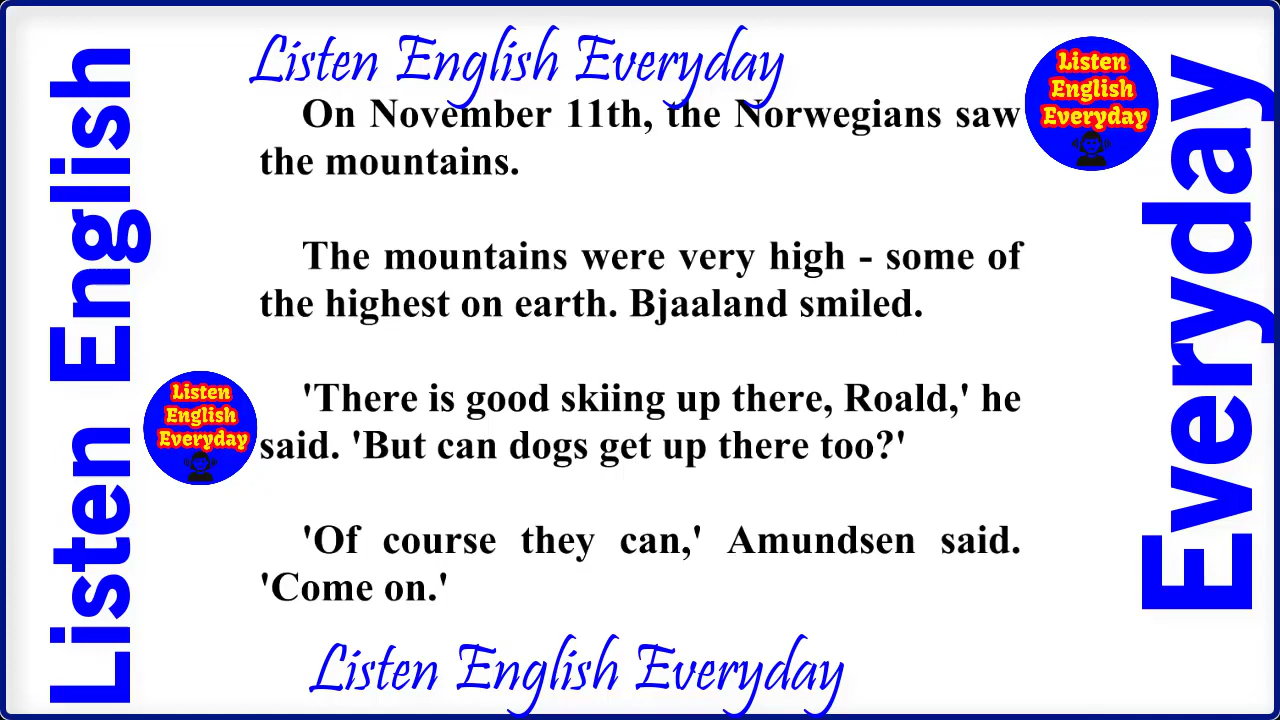 Listen English Everyday
On November 11th, the Norwegians saw
the mountains.
The mountains were very high - some of
the highest on earth. Bjaaland smiled.
'There is good skiing up there, Roald,' he
said. 'But can dogs get up there too?'
'Of course they can,' Amundsen said.
'Come on.'
Listen English Everyday
Listen English
Everyday
Listen
English
Everyday
Listen
English
Everyday